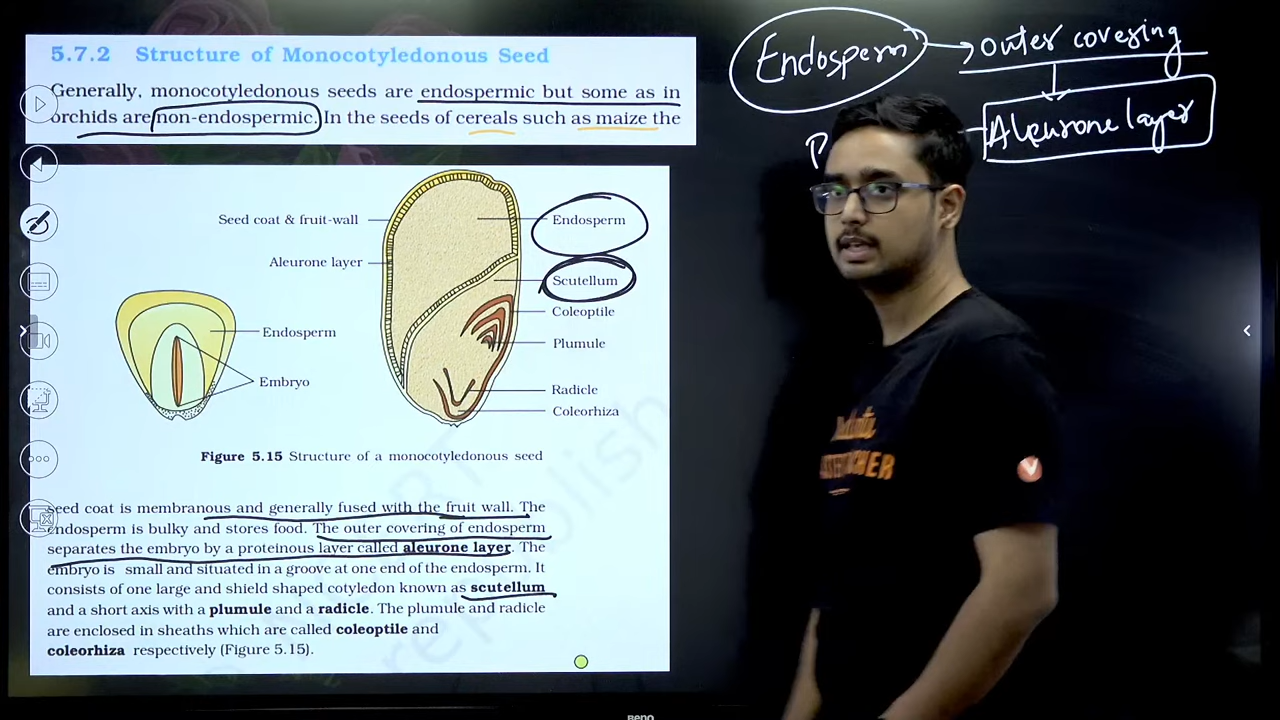 5.7.2 Structure of Monocotyledonous Seed
Generally, monocotyledonous seeds are endospermic but some as in
orchids are non-endospermic. In the seeds of cereals such as maize the
Endosperm → outer covering
Aleurone layer
P
Seed coat & fruit-wall
Endosperm
Aleurone layer
Scutellum
Coleoptile
Endosperm
Plumule
Embryo
Radicle
Coleorhiza
Figure 5.15 Structure of a monocotyledonous seed
seed coat is membranous and generally fused with the fruit wall. The
endosperm is bulky and stores food. The outer covering of endosperm
separates the embryo by a proteinous layer called aleurone layer. The
embryo is small and situated in a groove at one end of the endosperm. It
consists of one large and shield shaped cotyledon known as scutellum
and a short axis with a plumule and a radicle. The plumule and radicle
are enclosed in sheaths which are called coleoptile and
coleorhiza respectively (Figure 5.15).
V
BenQ